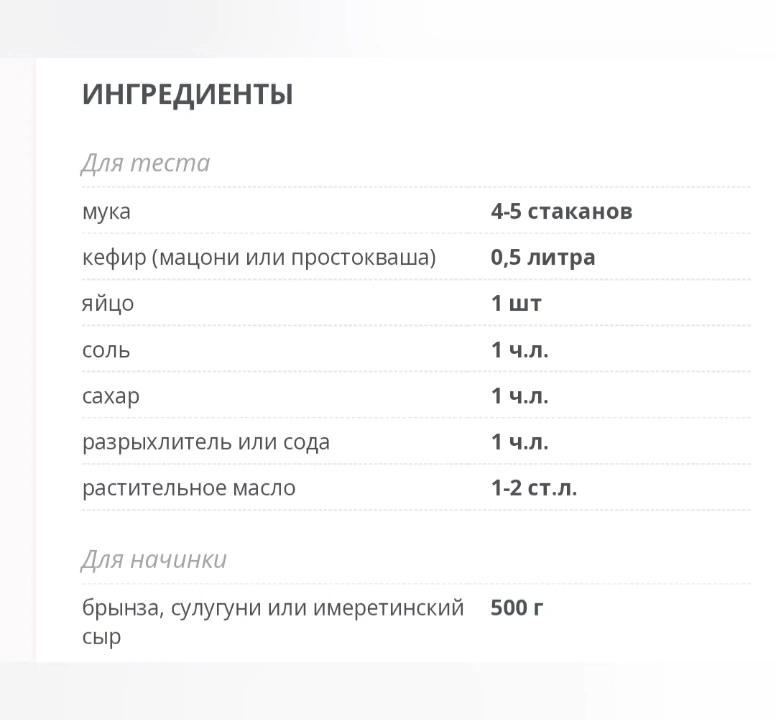 ИНГРЕДИЕНТЫ
Для теста
мука 4-5 стаканов
кефир (мацони или простокваша) 0,5 литра
яйцо 1 шт
соль 1 ч.л.
сахар 1 ч.л.
разрыхлитель или сода 1 ч.л.
растительное масло 1-2 ст.л.
Для начинки
брынза, сулугуни или имеретинский 500 г
сыр